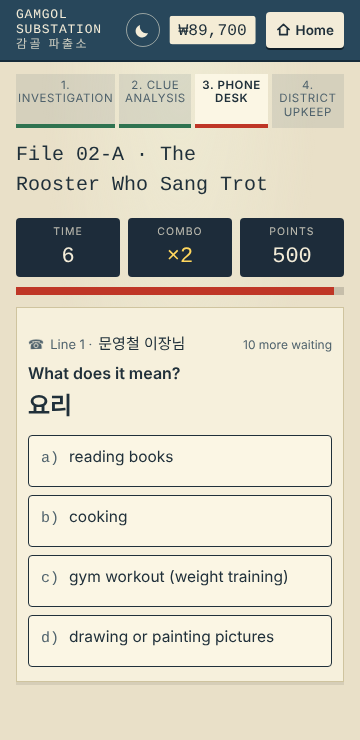 GAMGOL
SUBSTATION
감골 파출소
₩89,700
Home
1. INVESTIGATION
2. CLUE ANALYSIS
3. PHONE DESK
4. DISTRICT UPKEEP
File 02-A · The
Rooster Who Sang Trot
TIME
6
COMBO
×2
POINTS
500
☎ Line 1 · 문영철 이장님
10 more waiting
What does it mean?
요리
a) reading books
b) cooking
c) gym workout (weight training)
d) drawing or painting pictures